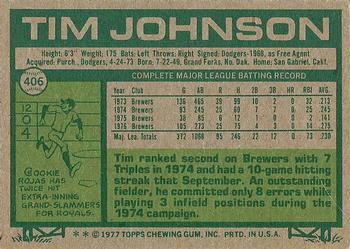 TIM JOHNSON
406
Height: 6'3" Weight: 175 Bats: Left Throws: Right Signed: Dodgers-1968, as Free Agent
Acquired: Purch., Dodgers, 4-24-73 Born: 7-22-49, Grand Forks, No. Dak. Home: San Gabriel, Calif.
COMPLETE MAJOR LEAGUE BATTING RECORD
Year Club G AB R H 2B 3B HR RBI AVG.
1973 Brewers 136 465 39 99 10 2 0 32 .213
1974 Brewers 93 245 25 60 7 7 0 25 .245
1975 Brewers 38 85 6 12 1 0 0 2 .141
1976 Brewers 105 273 25 75 4 3 0 14 .275
Maj. Lea. Totals 372 1068 95 246 22 12 0 73 .230
12
0
4
COOKIE
ROJAS HAS
TWICE HIT
EXTRA-INNING
GRAND-SLAMMERS
FOR ROYALS.
Tim ranked second on Brewers with 7
Triples in 1974 and had a 10-game hitting
streak that September. An outstanding
fielder, he committed only 8 errors while
playing 3 infield positions during the
1974 campaign.
* * © 1977 TOPPS CHEWING GUM, INC. PRTD. IN U.S.A.